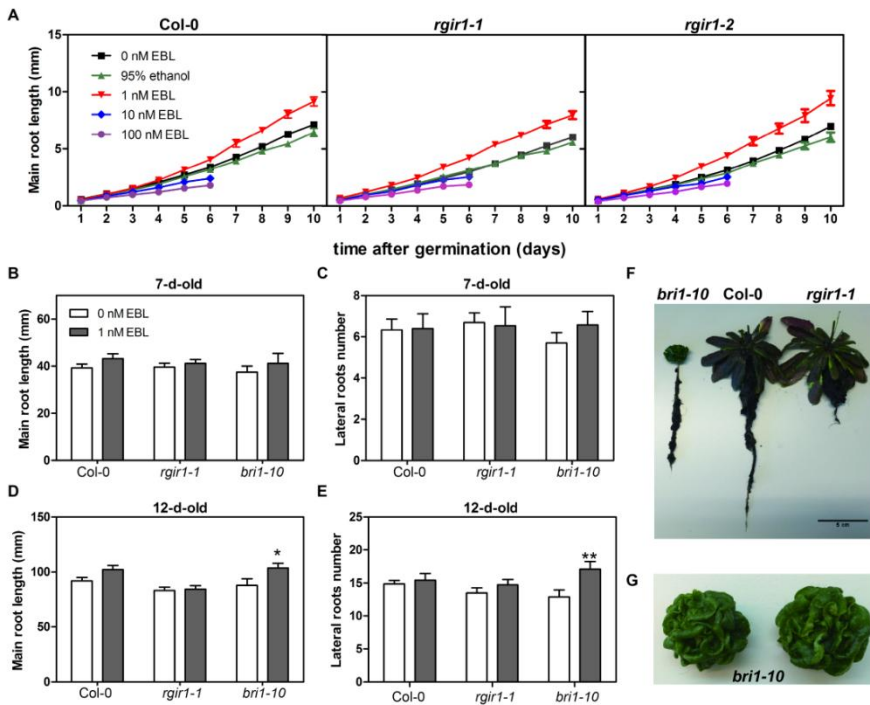 A
Col-0
rgir1-1
rgir1-2
Main root length (mm)
15
10
5
0
0 nM EBL
95% ethanol
1 nM EBL
10 nM EBL
100 nM EBL
1 2 3 4 5 6 7 8 9 10
1 2 3 4 5 6 7 8 9 10
1 2 3 4 5 6 7 8 9 10
time after germination (days)
B
7-d-old
Main root length (mm)
60
40
20
0
0 nM EBL
1 nM EBL
Col-0 rgir1-1 bri1-10
C
7-d-old
Lateral roots number
8
6
4
2
0
Col-0 rgir1-1 bri1-10
D
12-d-old
Main root length (mm)
150
100
50
0
*
Col-0 rgir1-1 bri1-10
E
12-d-old
Lateral roots number
25
20
15
10
5
0
**
Col-0 rgir1-1 bri1-10
F
bri1-10 Col-0 rgir1-1
G
bri1-10